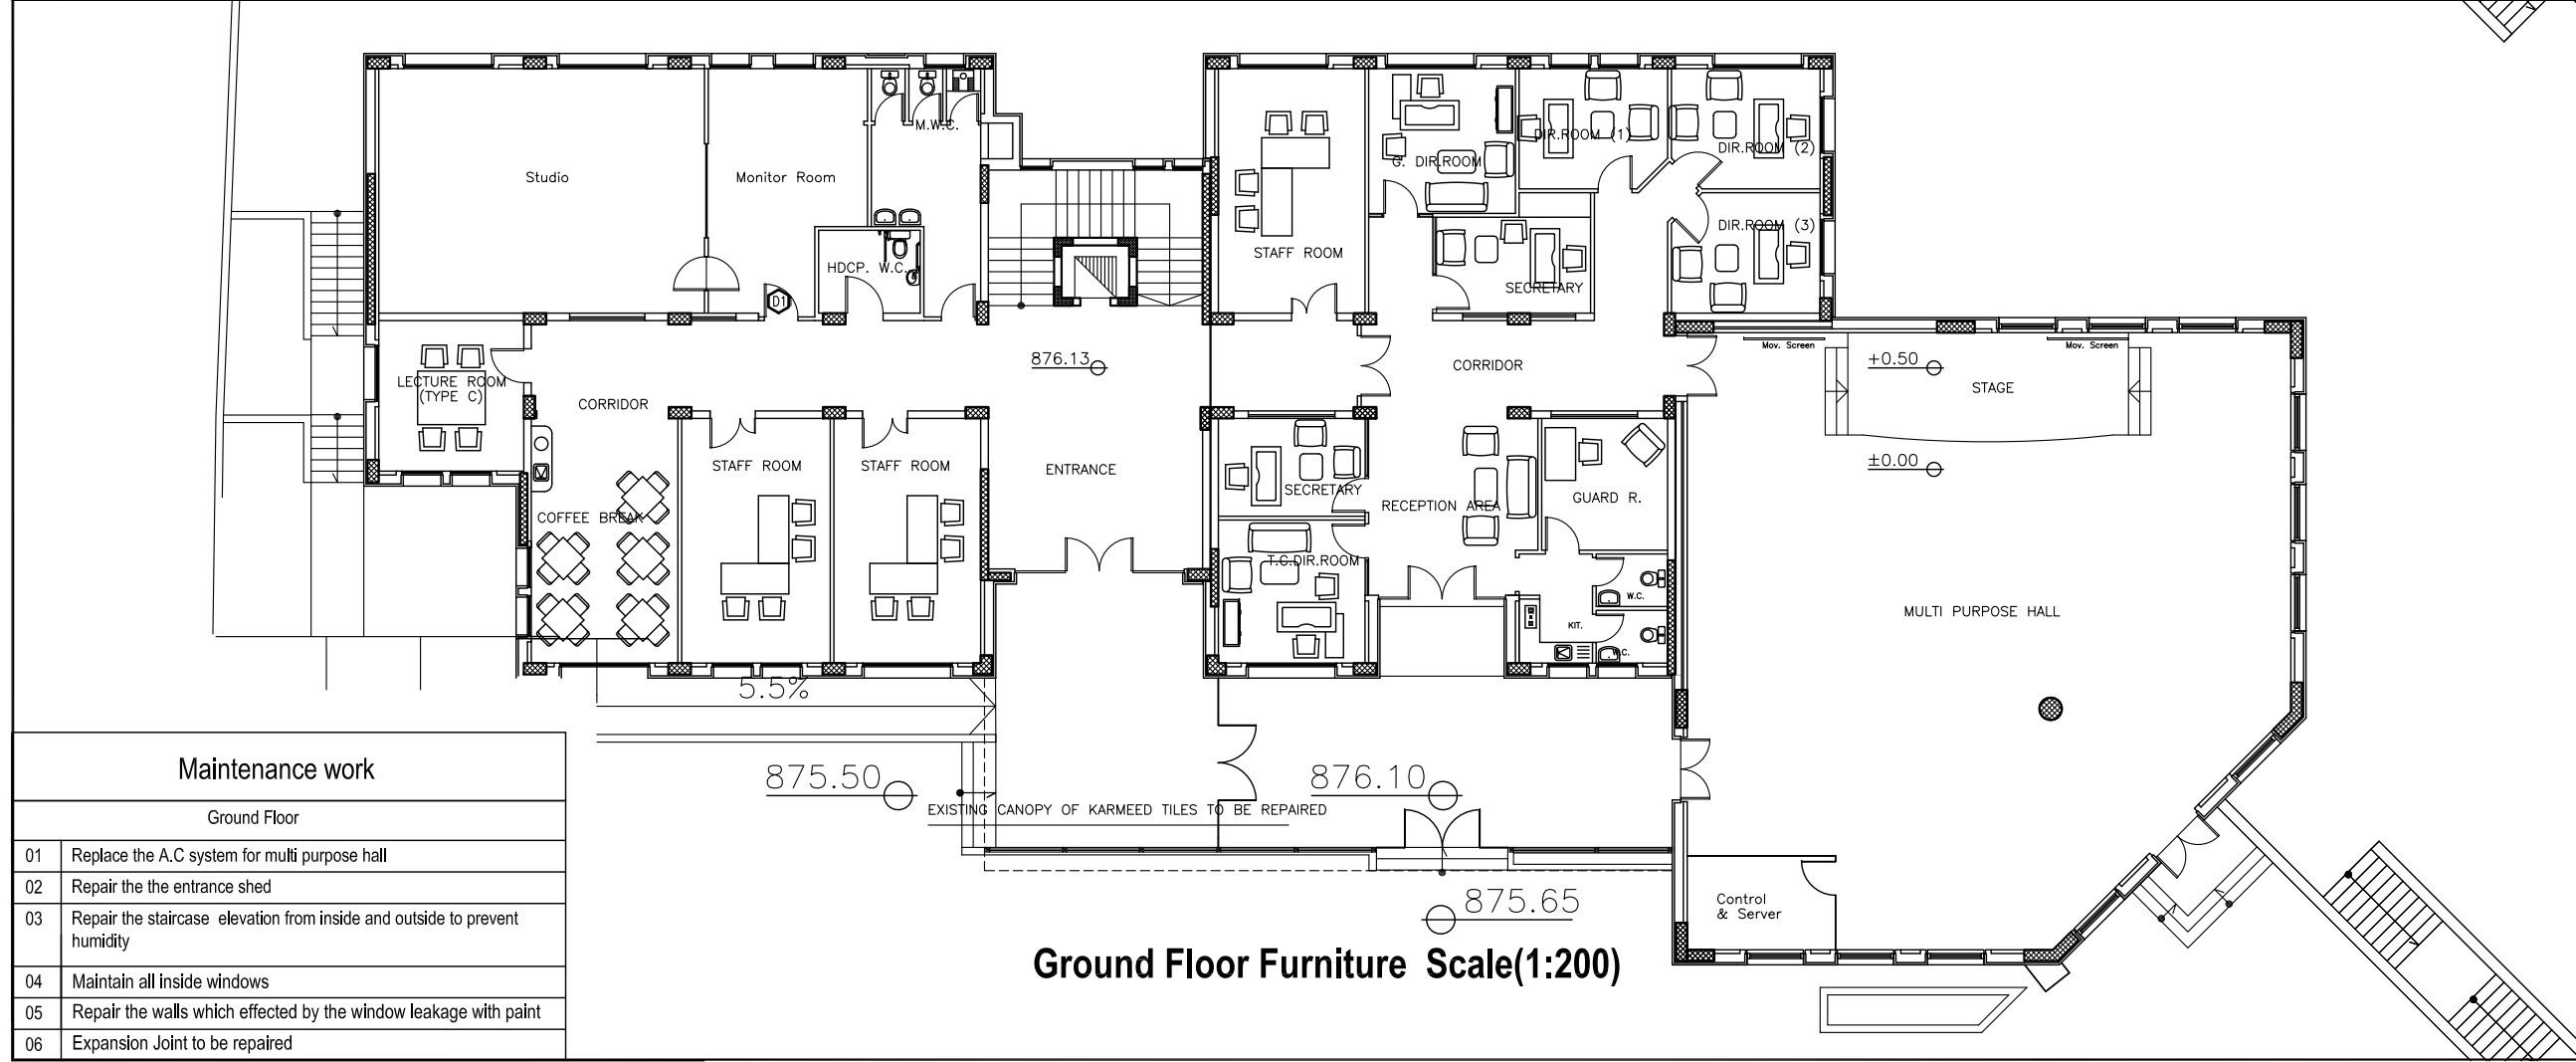 Studio
Monitor Room
M.W.C.
HDCP. W.C.
D1
STAFF ROOM
G. DIR.ROOM
DIR.ROOM (1)
DIR.ROOM (2)
DIR.ROOM (3)
SECRETARY
LECTURE ROOM
(TYPE C)
CORRIDOR
876.13
CORRIDOR
Mov. Screen
Mov. Screen
+0.50
STAGE
±0.00
COFFEE BREAK
STAFF ROOM
STAFF ROOM
ENTRANCE
SECRETARY
RECEPTION AREA
GUARD R.
T.C.DIR.ROOM
W.C.
KIT.
W.C.
MULTI PURPOSE HALL
5.5%
875.50
876.10
EXISTING CANOPY OF KARMEED TILES TO BE REPAIRED
875.65
Control
& Server
Ground Floor Furniture Scale(1:200)
Maintenance work
Ground Floor
01 Replace the A.C system for multi purpose hall
02 Repair the the entrance shed
03 Repair the staircase elevation from inside and outside to prevent
humidity
04 Maintain all inside windows
05 Repair the walls which effected by the window leakage with paint
06 Expansion Joint to be repaired